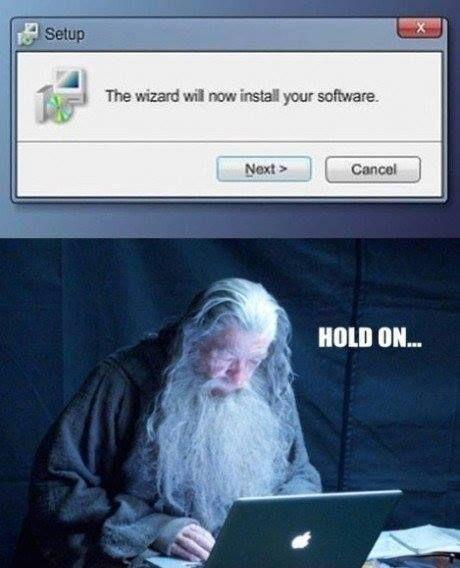 Setup
The wizard will now install your software.
Next >
Cancel
HOLD ON...